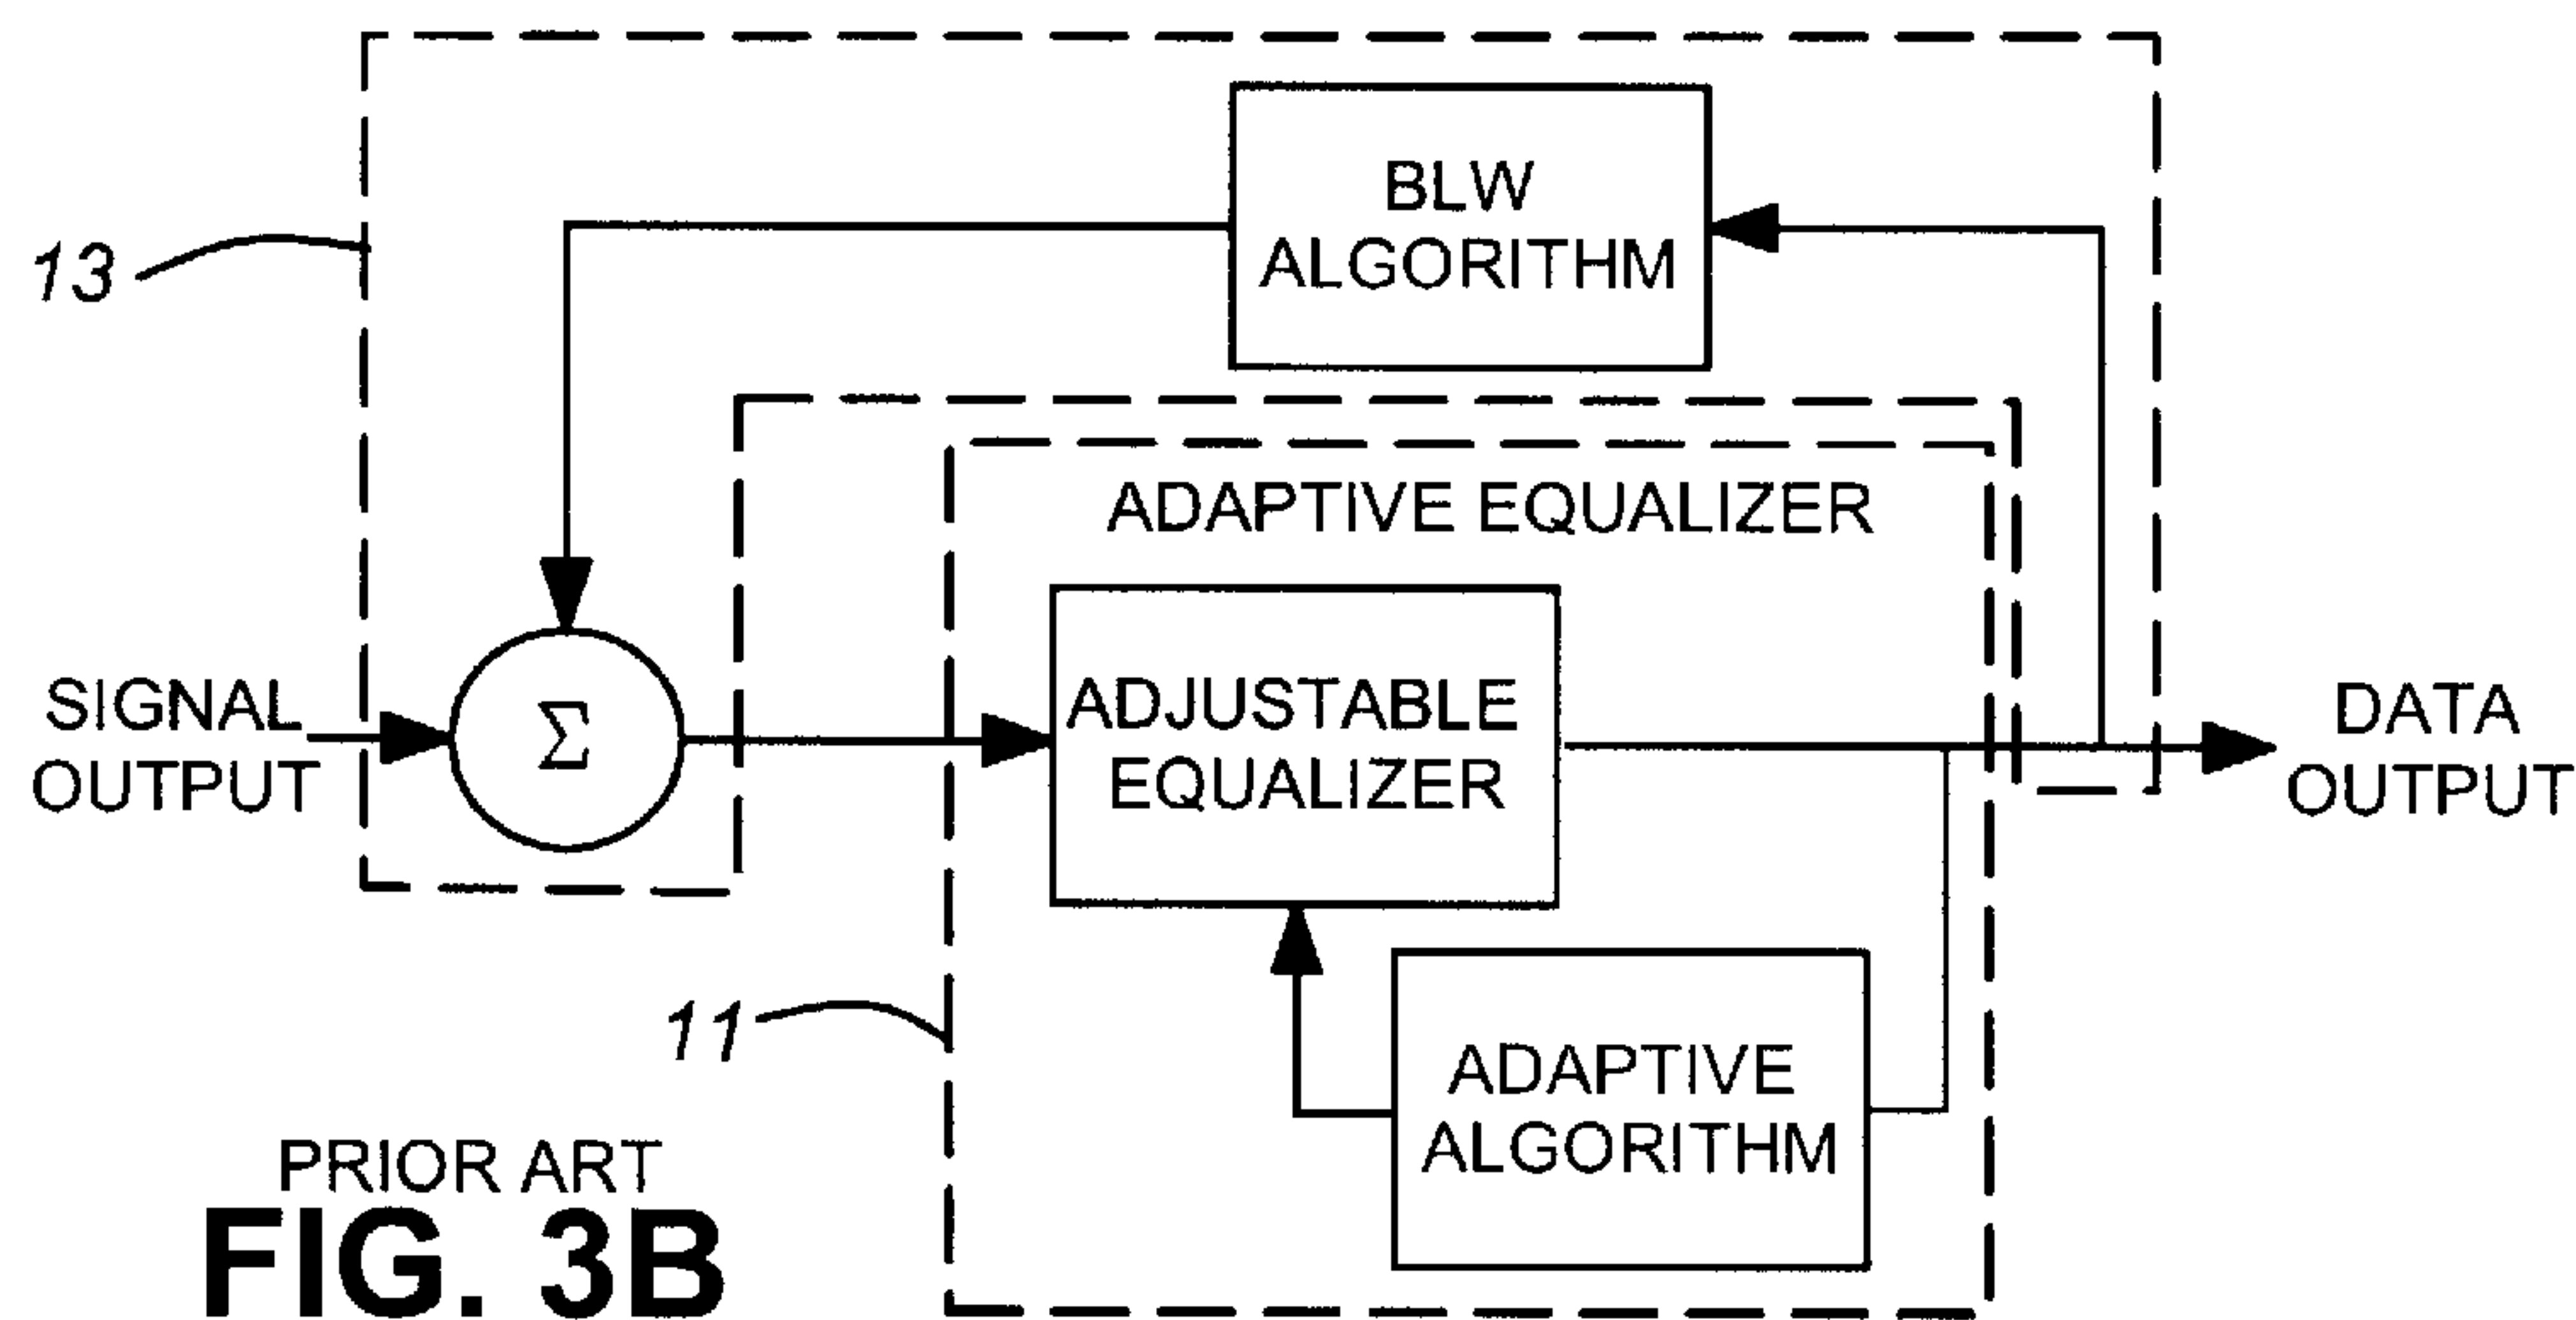 BLW
ALGORITHM
13
ADAPTIVE EQUALIZER
SIGNAL
OUTPUT
Σ
ADJUSTABLE
EQUALIZER
DATA
OUTPUT
11
ADAPTIVE
ALGORITHM
PRIOR ART
FIG. 3B